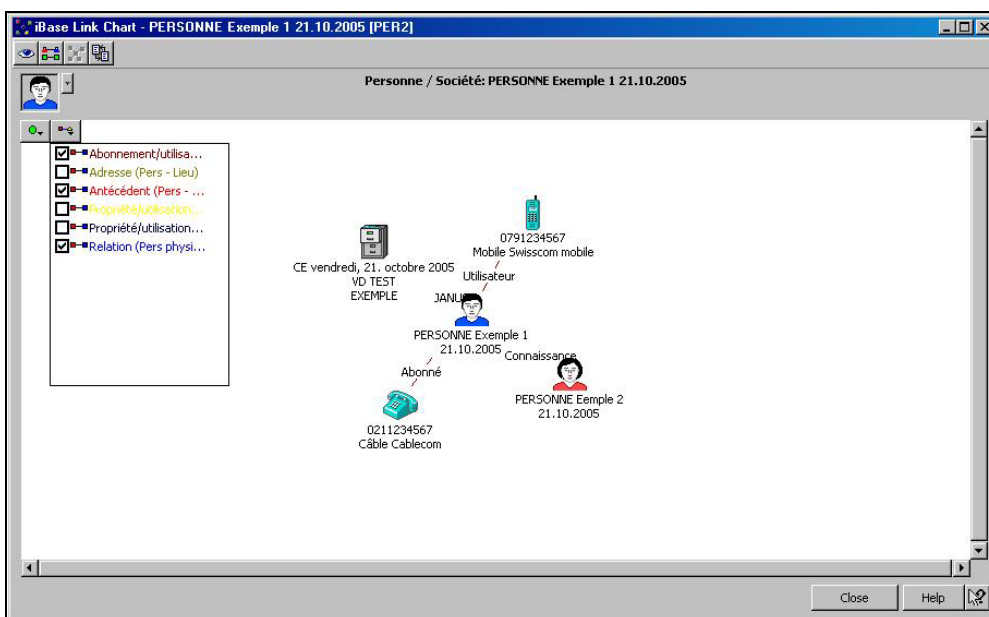 iBase Link Chart - PERSONNE Exemple 1 21.10.2005 [PER2]
Personne / Société: PERSONNE Exemple 1 21.10.2005
Abonnement/utilisa...
Adresse (Pers - Lieu)
Antécédent (Pers - ...
Propriété/utilisation...
Propriété/utilisation...
Relation (Pers physi...
0791234567
Mobile Swisscom mobile
CE vendredi, 21. octobre 2005
VD TEST
EXEMPLE
Utilisateur
PERSONNE Exemple 1
21.10.2005
Connaissance
Abonné
PERSONNE Eemple 2
21.10.2005
0211234567
Câble Cablecom
Close
Help